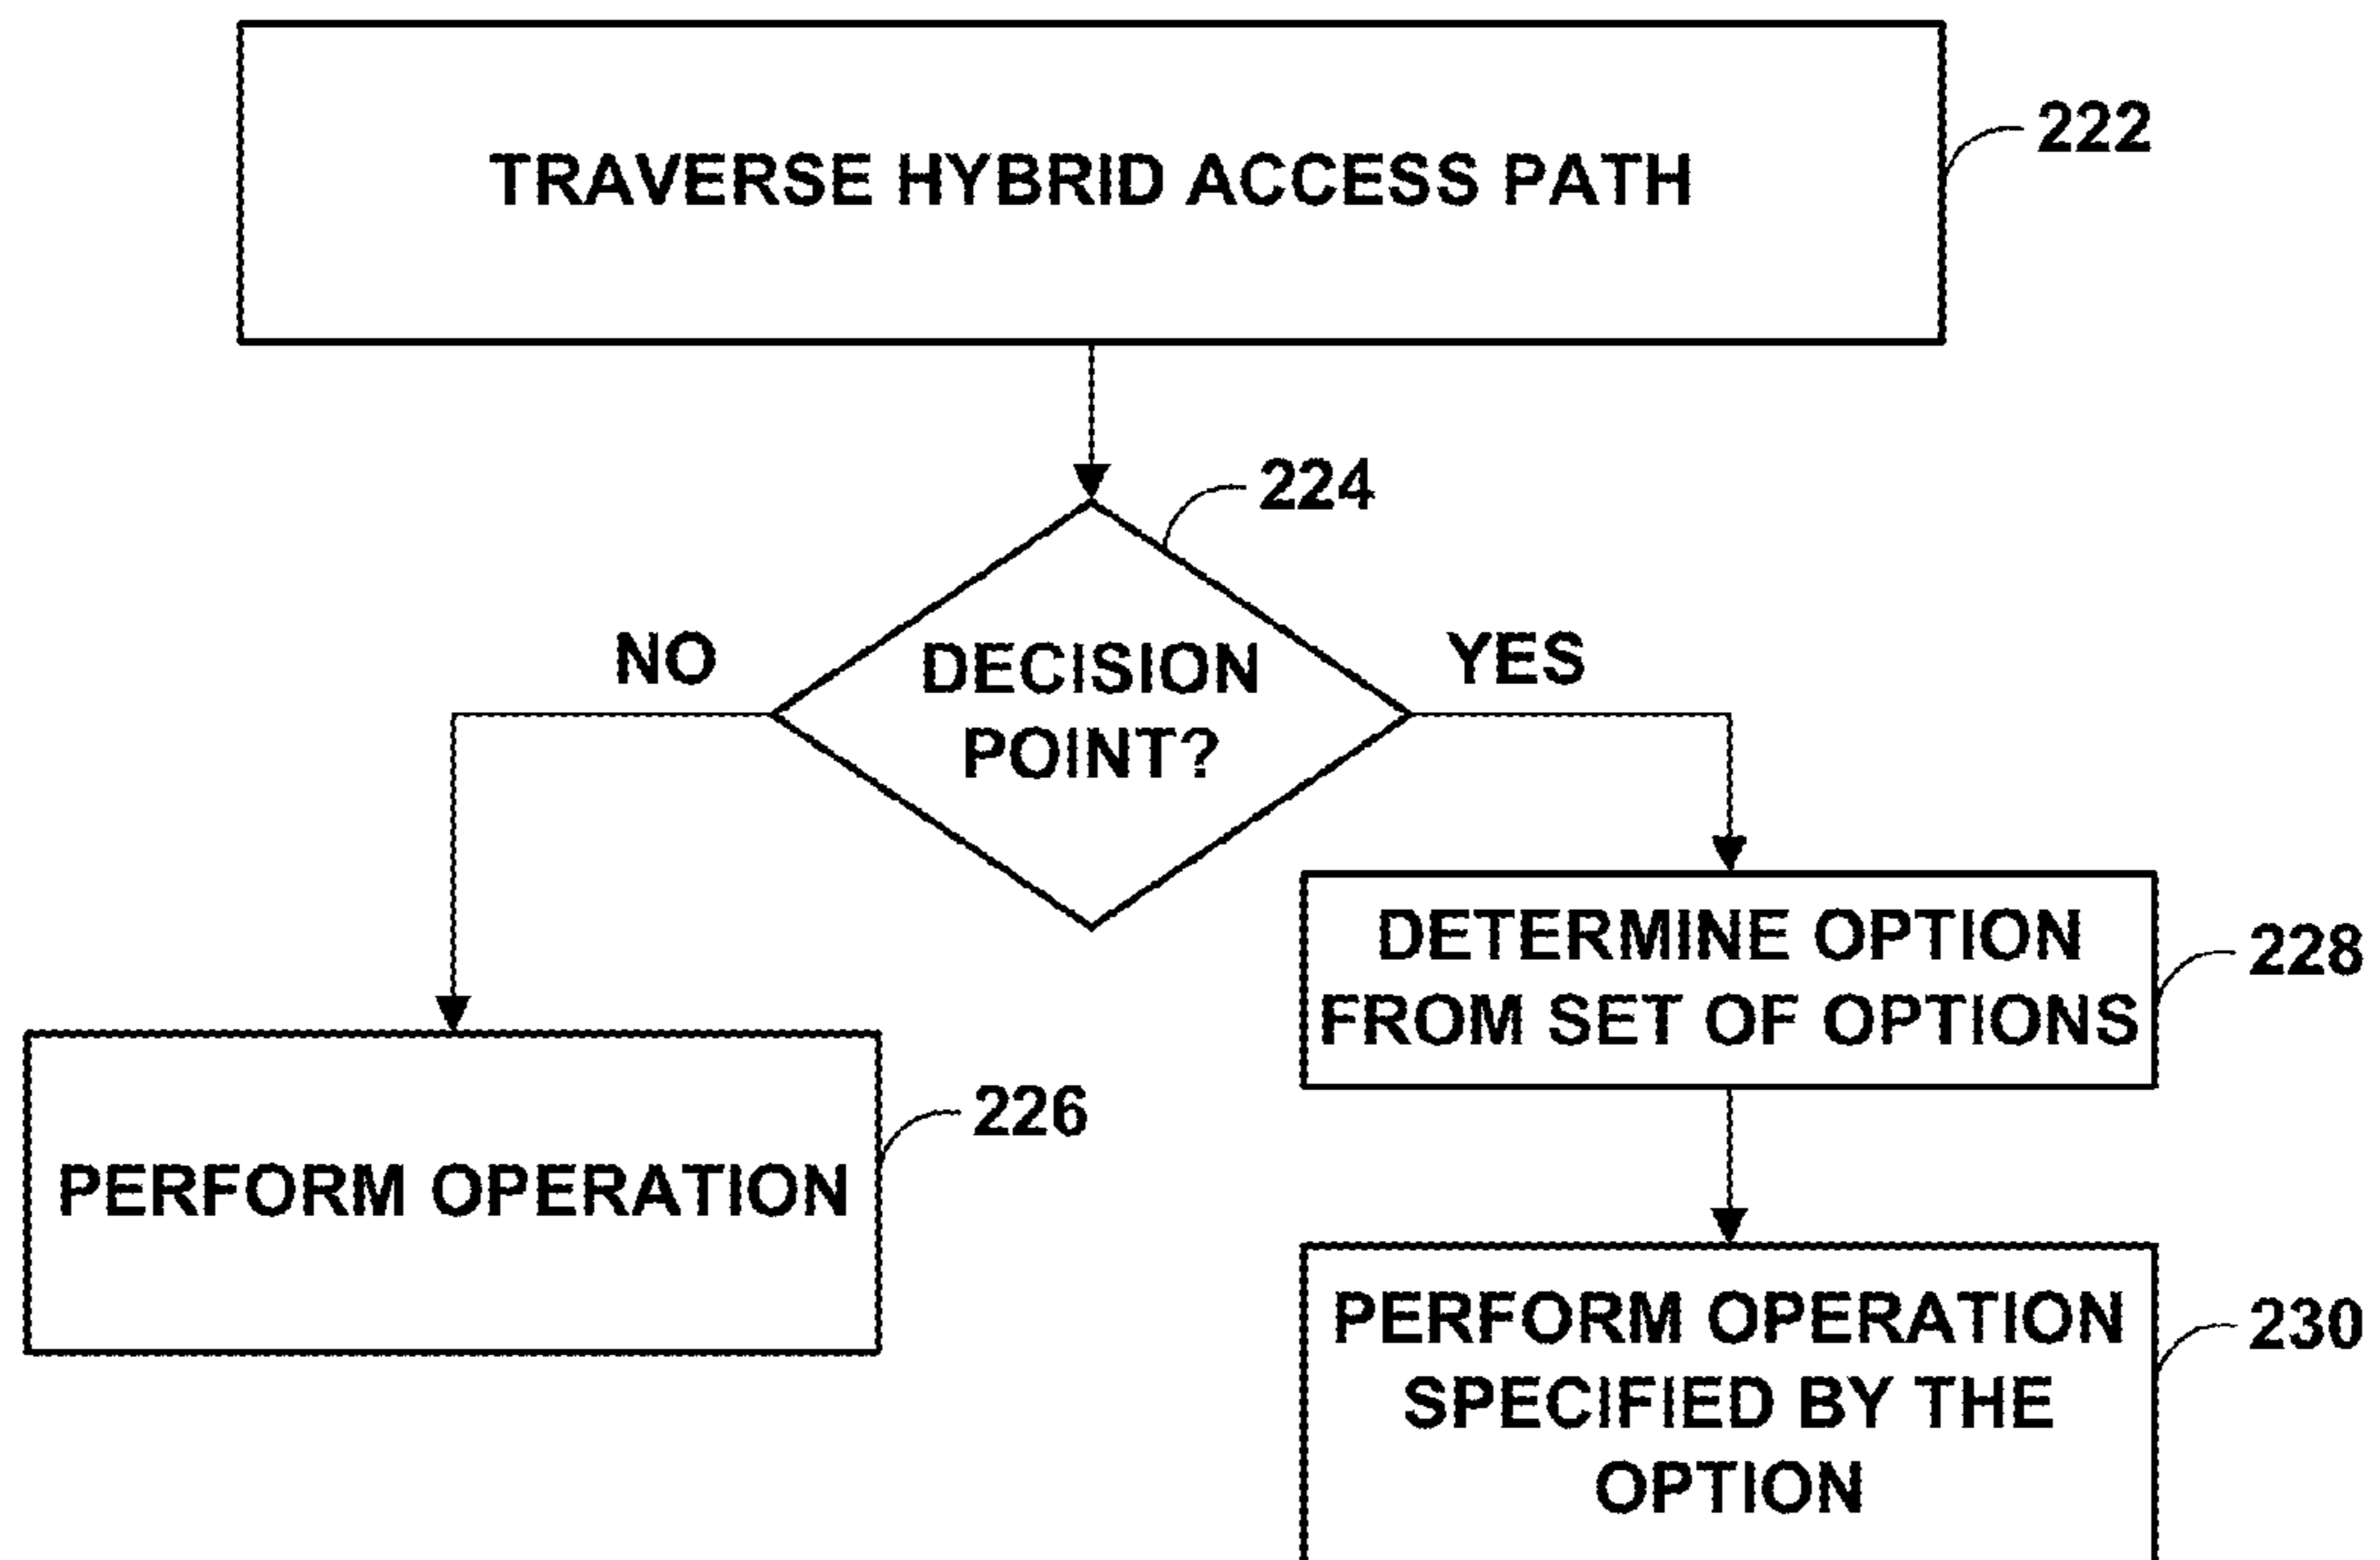 TRAVERSE HYBRID ACCESS PATH
222
224
NO
DECISION
POINT?
YES
DETERMINE OPTION
FROM SET OF OPTIONS
228
PERFORM OPERATION
226
PERFORM OPERATION
SPECIFIED BY THE
OPTION
230